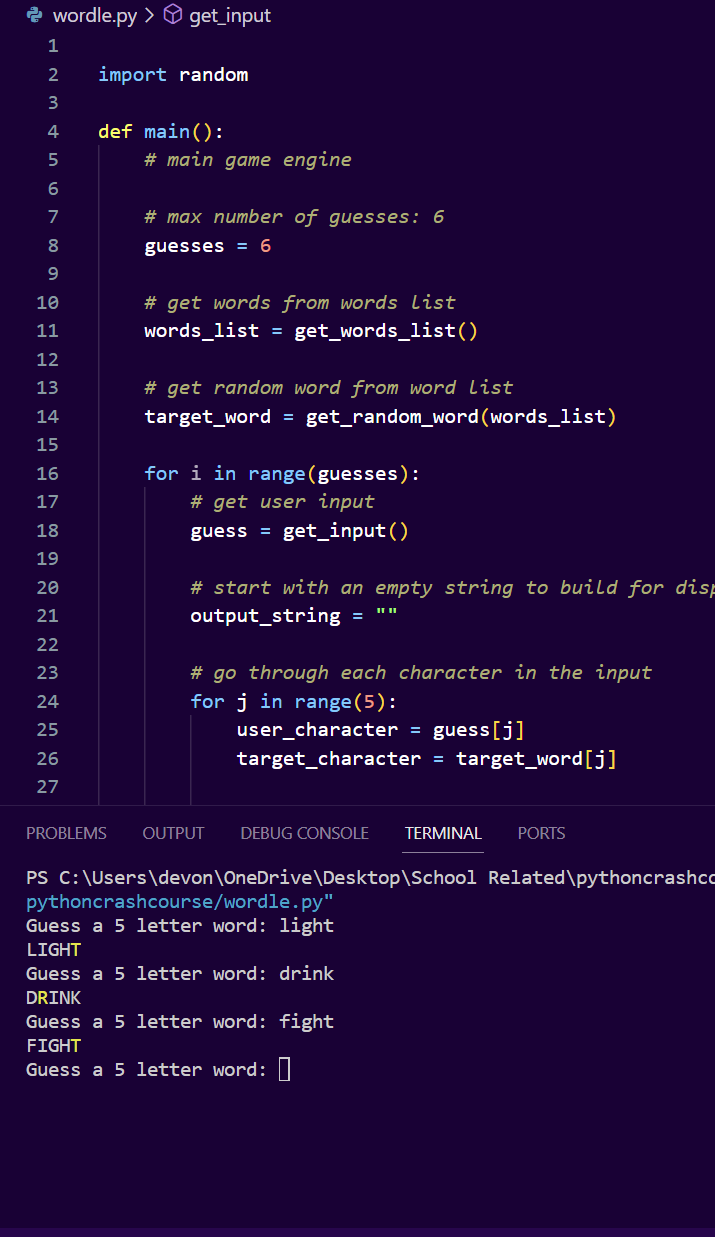 wordle.py > get_input
1
2 import random
3
4 def main():
5 # main game engine
6
7 # max number of guesses: 6
8 guesses = 6
9
10 # get words from words list
11 words_list = get_words_list()
12
13 # get random word from word list
14 target_word = get_random_word(words_list)
15
16 for i in range(guesses):
17 # get user input
18 guess = get_input()
19
20 # start with an empty string to build for disp
21 output_string = ""
22
23 # go through each character in the input
24 for j in range(5):
25 user_character = guess[j]
26 target_character = target_word[j]
27
PROBLEMS OUTPUT DEBUG CONSOLE TERMINAL PORTS
PS C:\Users\devon\OneDrive\Desktop\School Related\pythoncrashco
pythoncrashcourse/wordle.py"
Guess a 5 letter word: light
LIGHT
Guess a 5 letter word: drink
DRINK
Guess a 5 letter word: fight
FIGHT
Guess a 5 letter word: